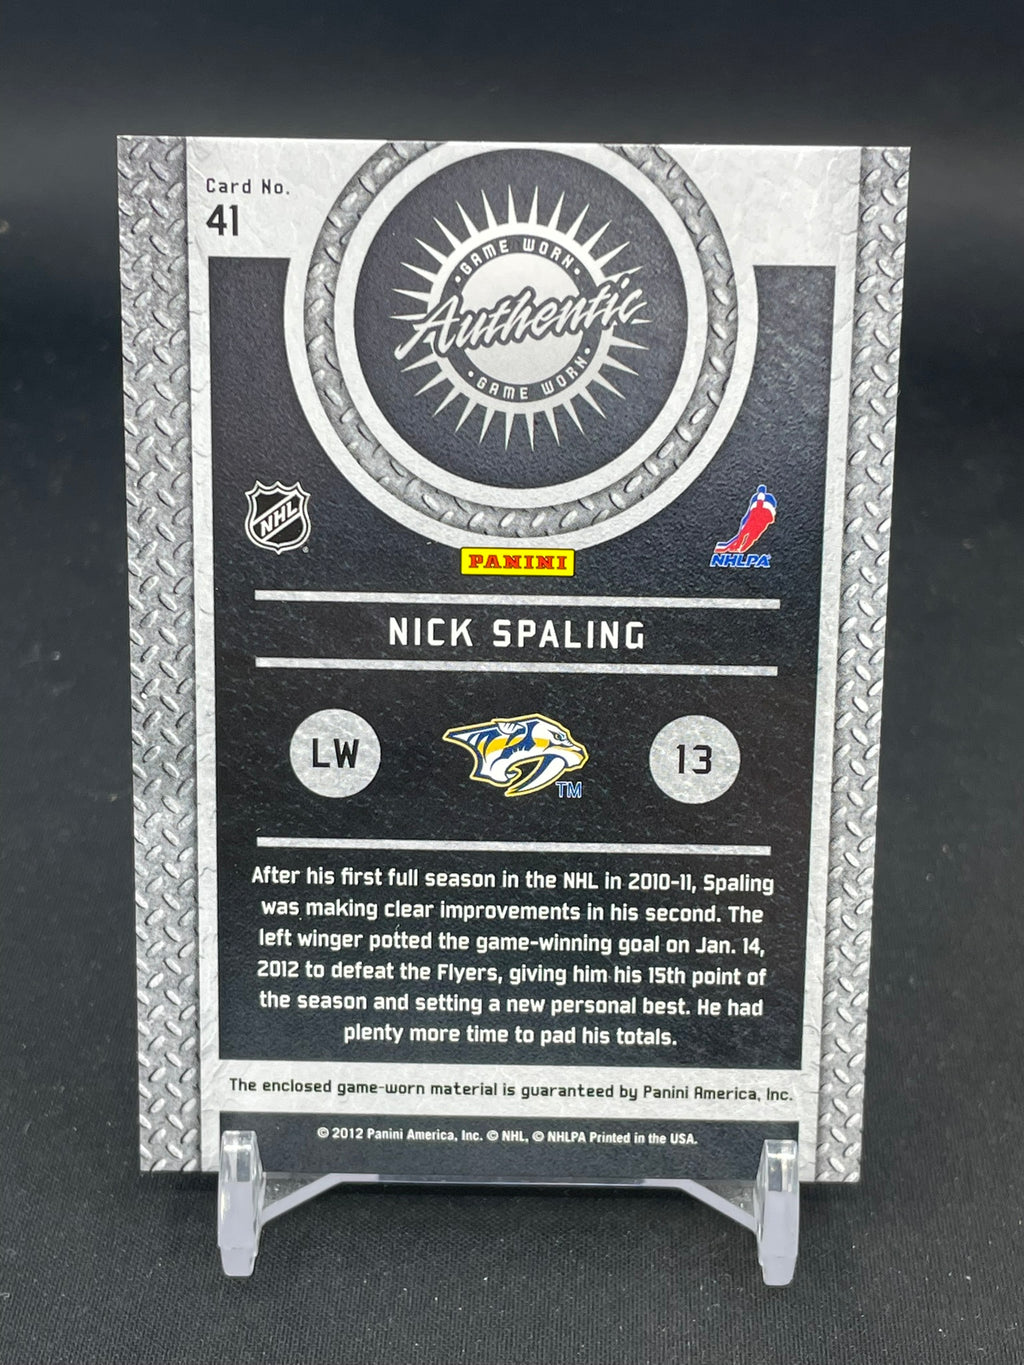 Card No.
41
GAME WORN
Authentic
GAME WORN
NHL
NHLPA
PANINI
NICK SPALING
LW
13
TM
After his first full season in the NHL in 2010-11, Spaling
was making clear improvements in his second. The
left winger potted the game-winning goal on Jan. 14,
2012 to defeat the Flyers, giving him his 15th point of
the season and setting a new personal best. He had
plenty more time to pad his totals.
The enclosed game-worn material is guaranteed by Panini America, Inc.
© 2012 Panini America, Inc. © NHL, © NHLPA Printed in the USA.